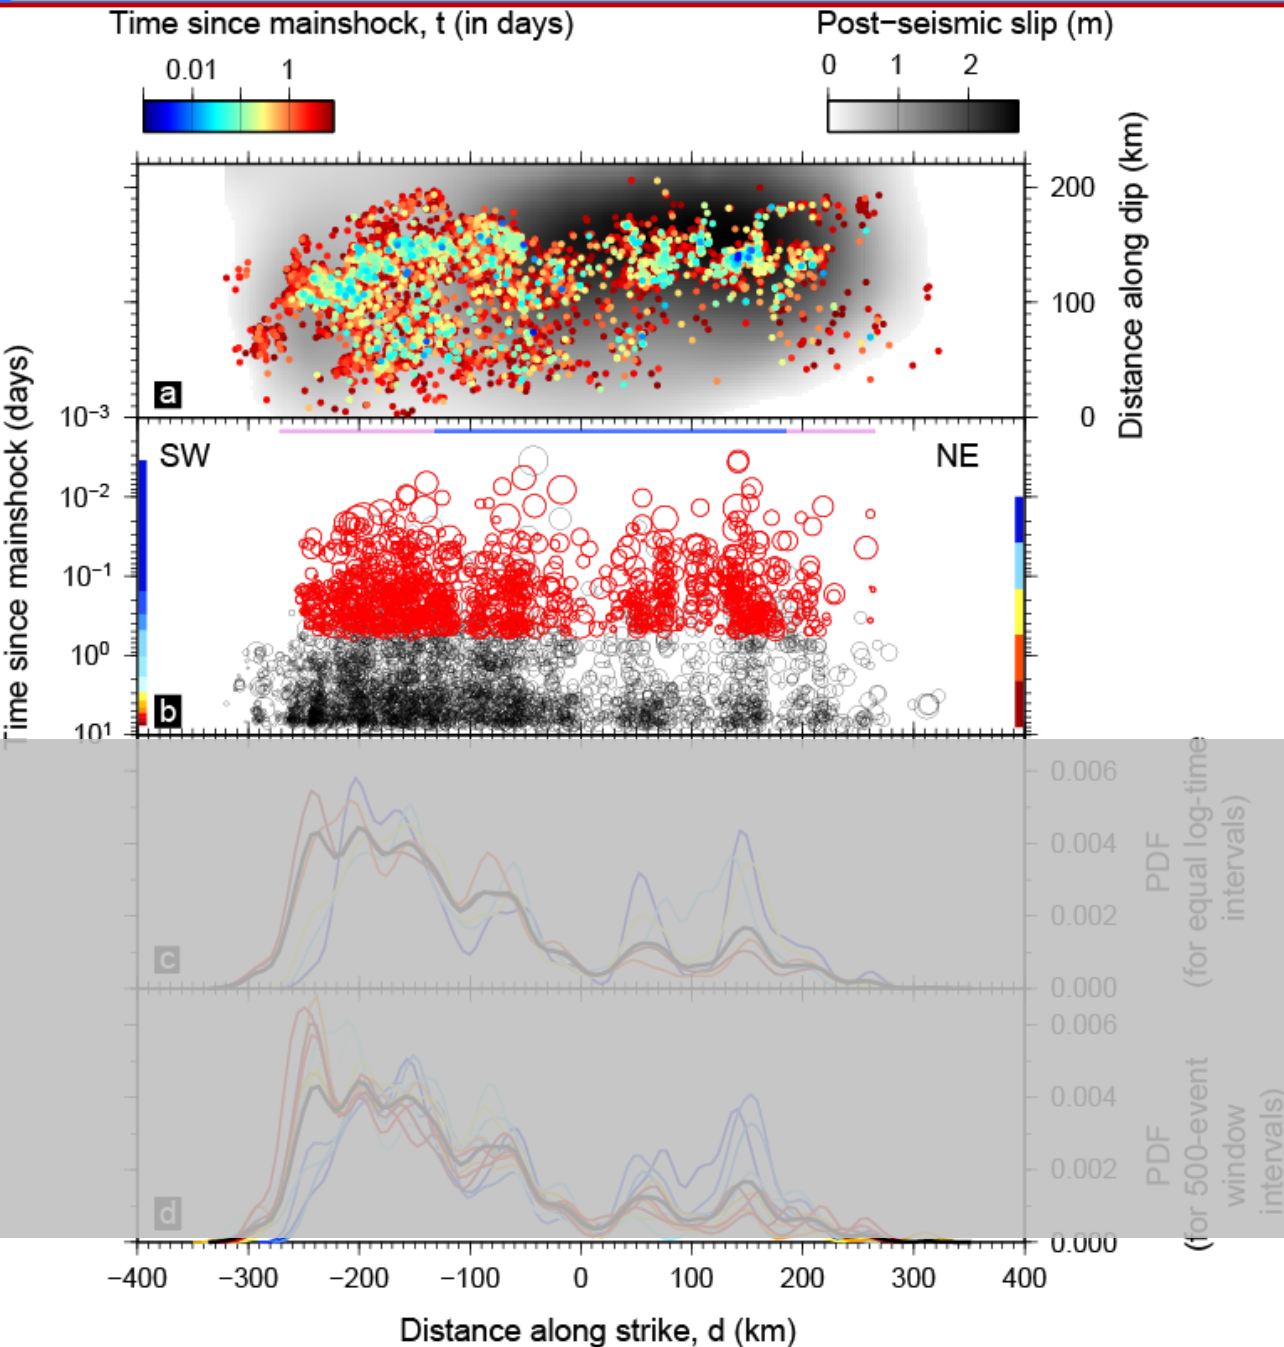 Time since mainshock, t (in days)
Post−seismic slip (m)
0.01 1
0 1 2
200
100
0
Distance along dip (km)
a
Time since mainshock (days)
10⁻³
10⁻²
10⁻¹
10⁰
10¹
SW
NE
b
0.006
0.004
0.002
0.000
PDF
(for equal log-time
intervals)
c
0.006
0.004
0.002
0.000
PDF
(for 500-event
window
intervals)
d
−400 −300 −200 −100 0 100 200 300 400
Distance along strike, d (km)